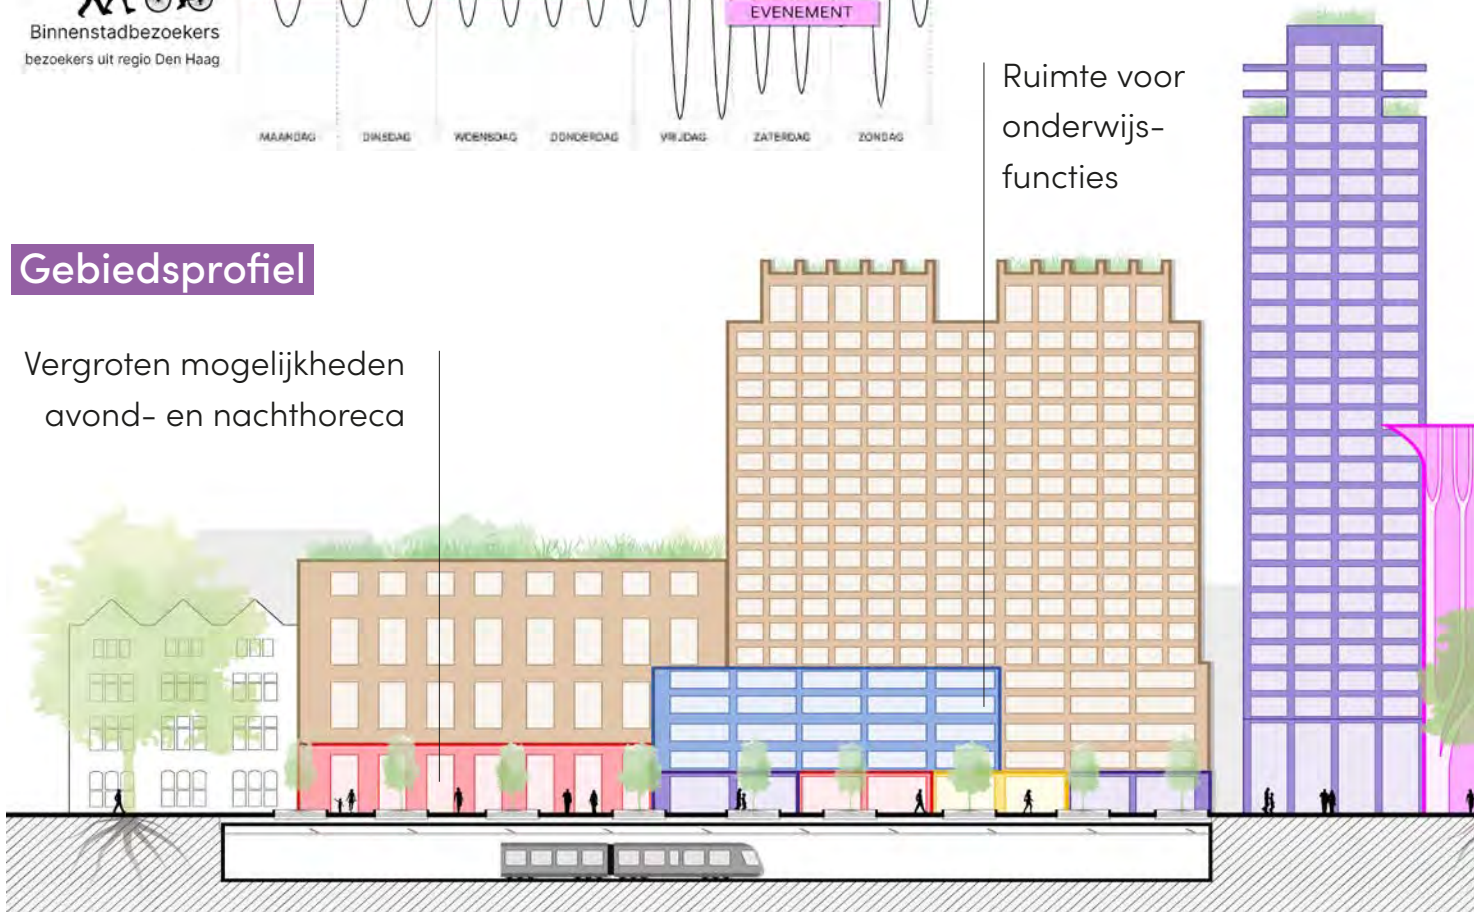 EVENEMENT
Binnenstadbezoekers
bezoekers uit regio Den Haag
MAANDAG
DINSDAG
WOENSDAG
DONDERDAG
VRIJDAG
ZATERDAG
ZONDAG
Ruimte voor
onderwijs-
functies
Gebiedsprofiel
Vergroten mogelijkheden
avond- en nachthoreca